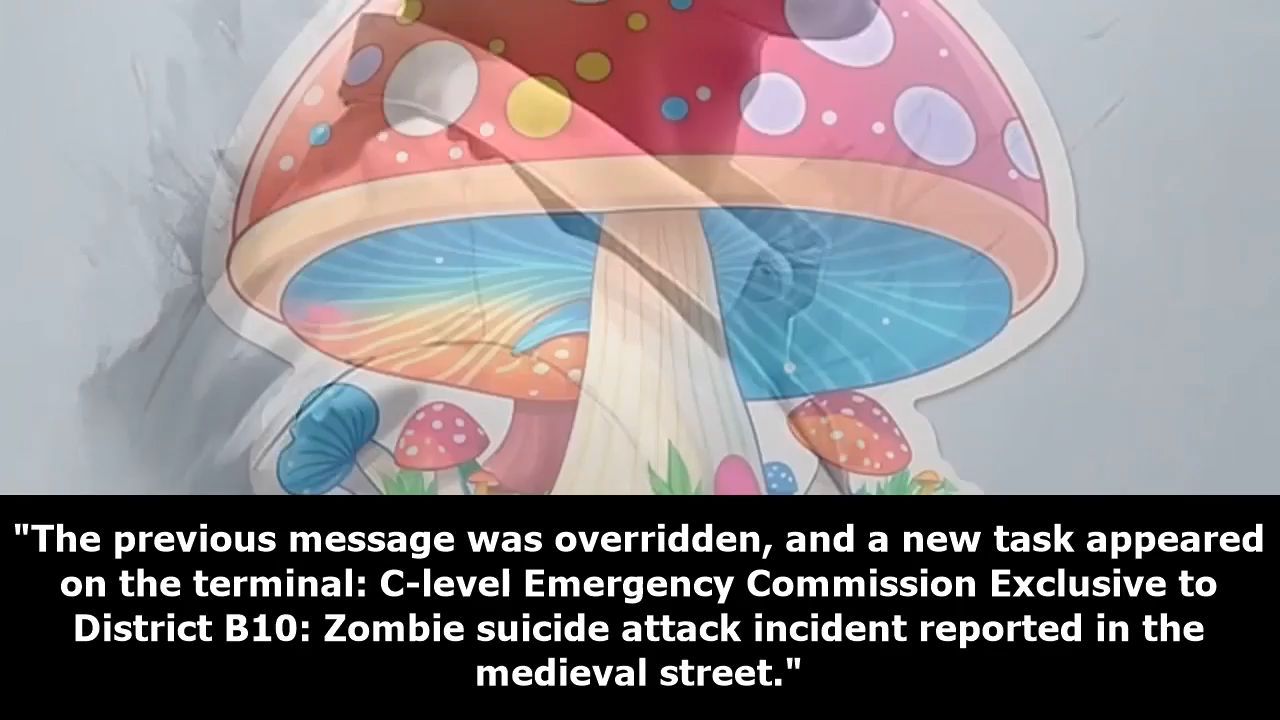 "The previous message was overridden, and a new task appeared
on the terminal: C-level Emergency Commission Exclusive to
District B10: Zombie suicide attack incident reported in the
medieval street."